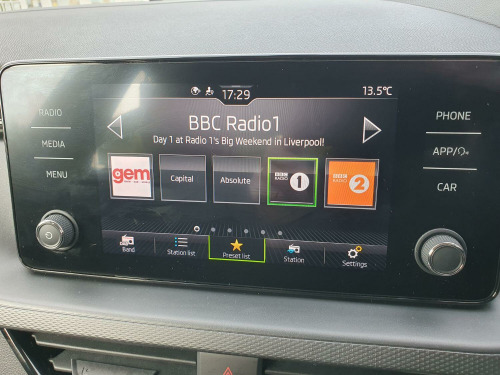 RADIO
MEDIA
MENU
17:29
13.5°C
BBC Radio1
Day 1 at Radio 1's Big Weekend in Liverpool!
gem
Capital
Absolute
BBC
RADIO
1
BBC
RADIO
2
Band
Station list
Preset list
Station
Settings
PHONE
APP/
CAR